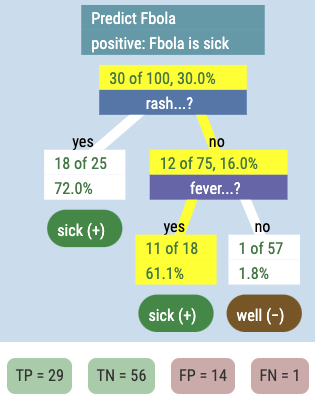 Predict Fbola
positive: Fbola is sick
30 of 100, 30.0%
rash...?
yes
no
18 of 25
72.0%
12 of 75, 16.0%
fever...?
sick (+)
yes
no
11 of 18
61.1%
1 of 57
1.8%
sick (+)
well (−)
TP = 29
TN = 56
FP = 14
FN = 1